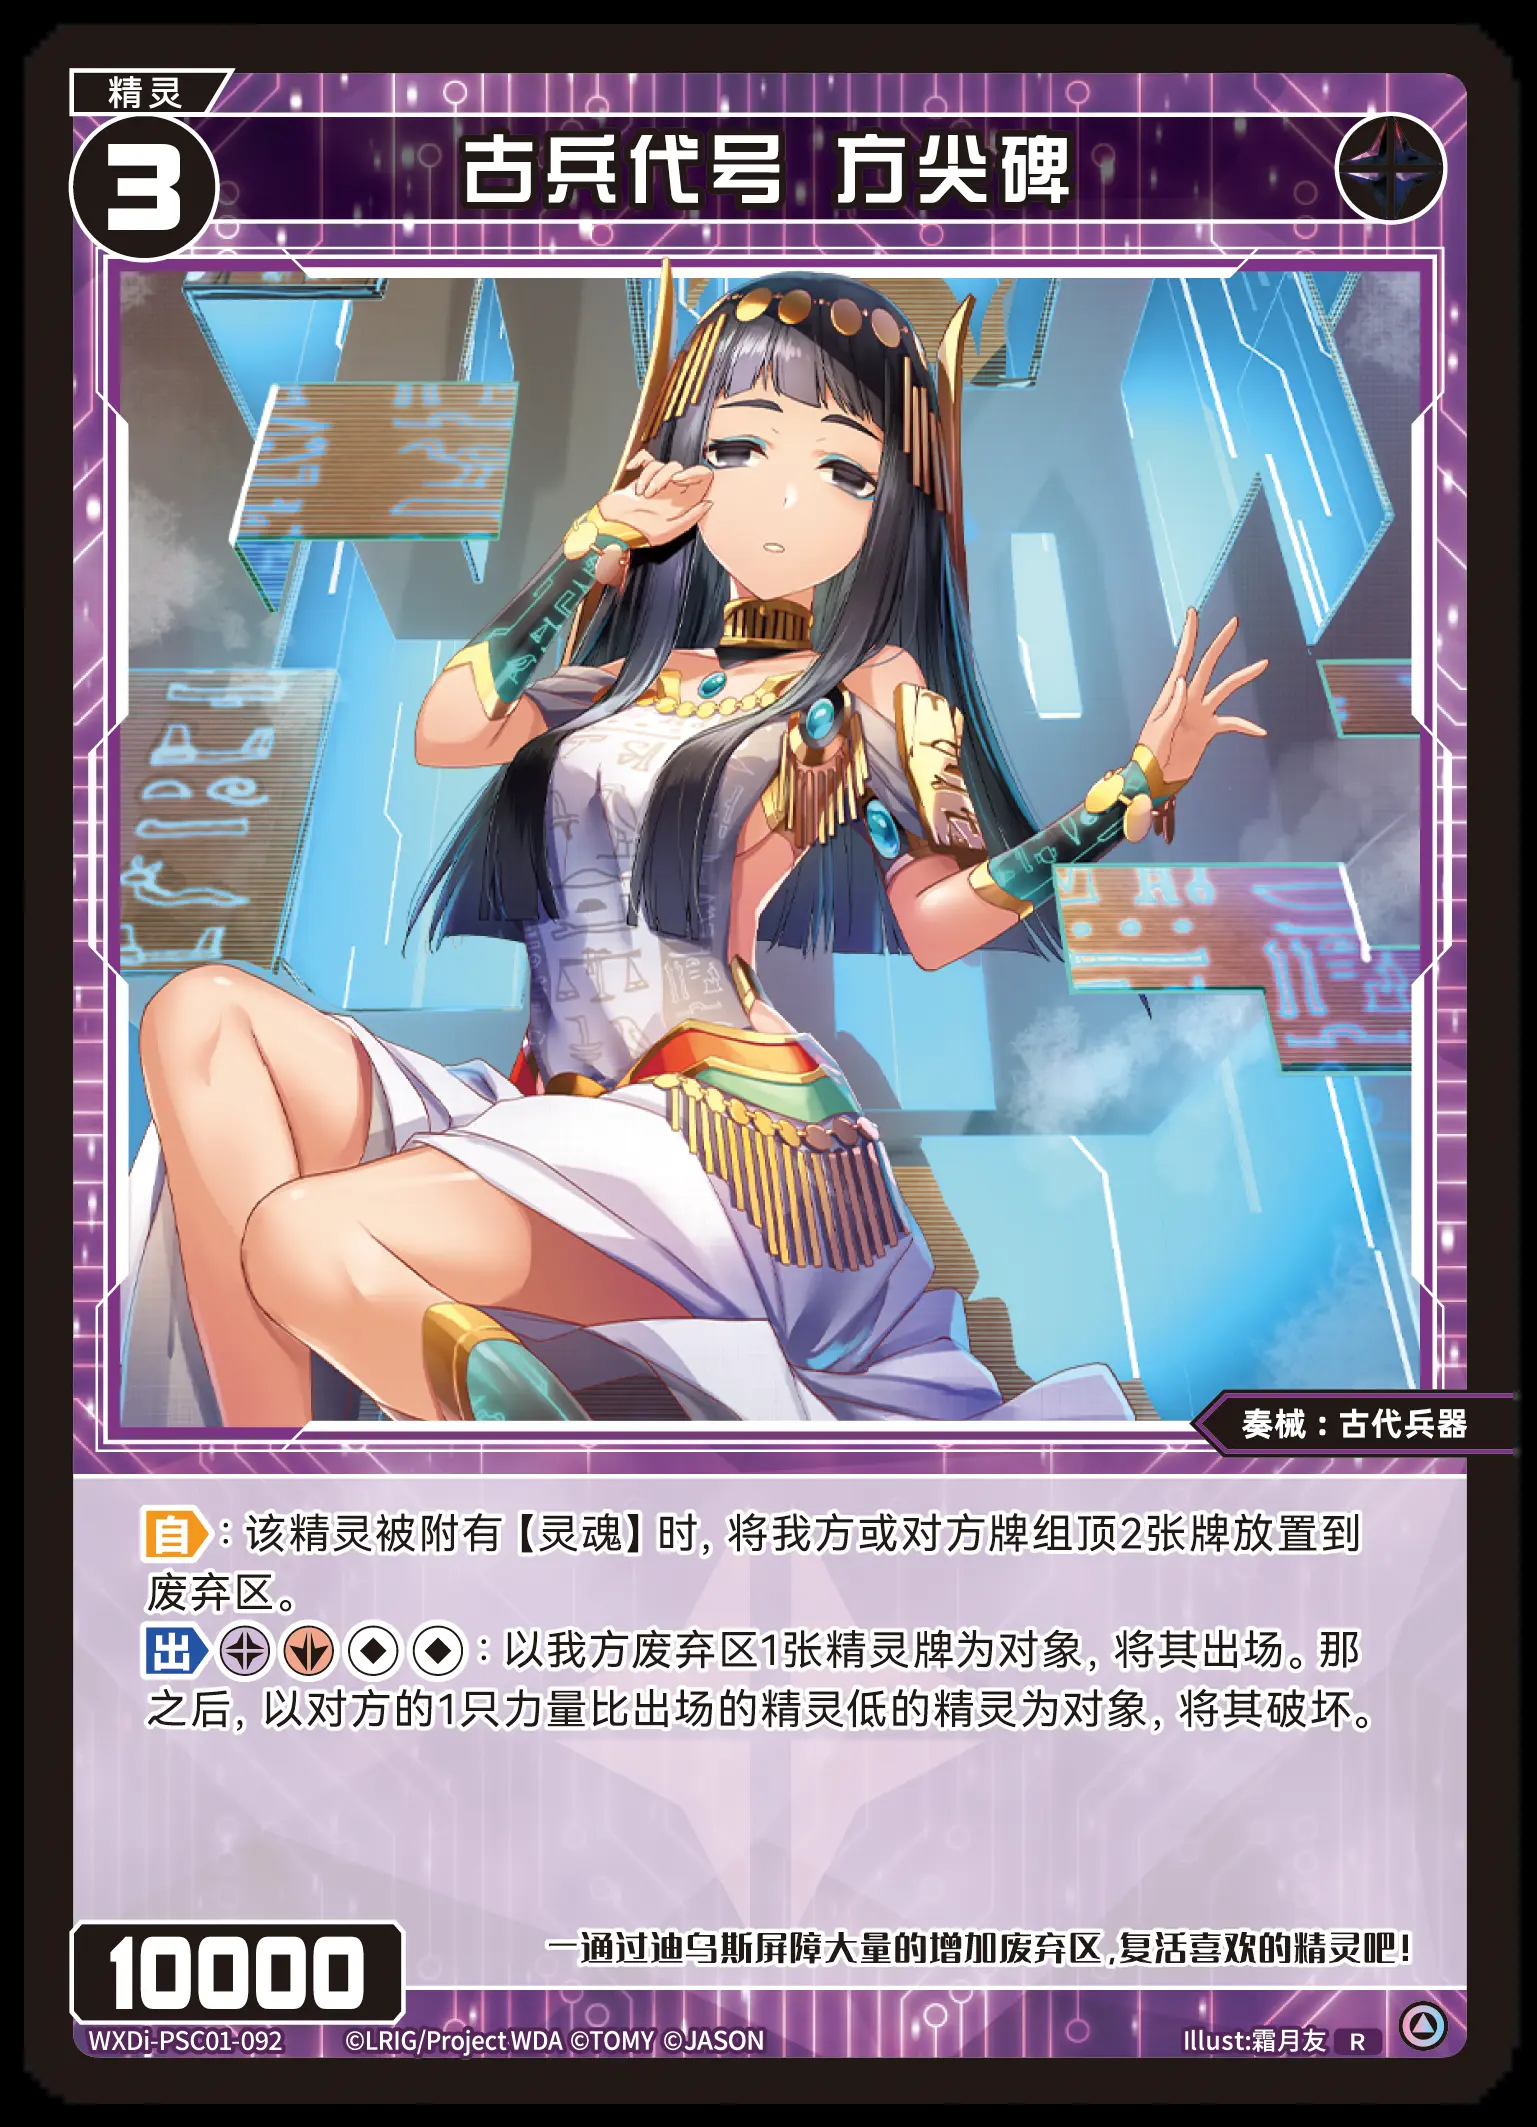 精灵
3
古兵代号 方尖碑
奏械：古代兵器
自：该精灵被附有【灵魂】时，将我方或对方牌组顶2张牌放置到
废弃区。
出：以我方废弃区1张精灵牌为对象，将其出场。那
之后，以对方的1只力量比出场的精灵低的精灵为对象，将其破坏。
一通过迪乌斯屏障大量的增加废弃区,复活喜欢的精灵吧！
10000
WXDi-PSC01-092 ©LRIG/Project WDA ©TOMY ©JASON Illust:霜月友 R